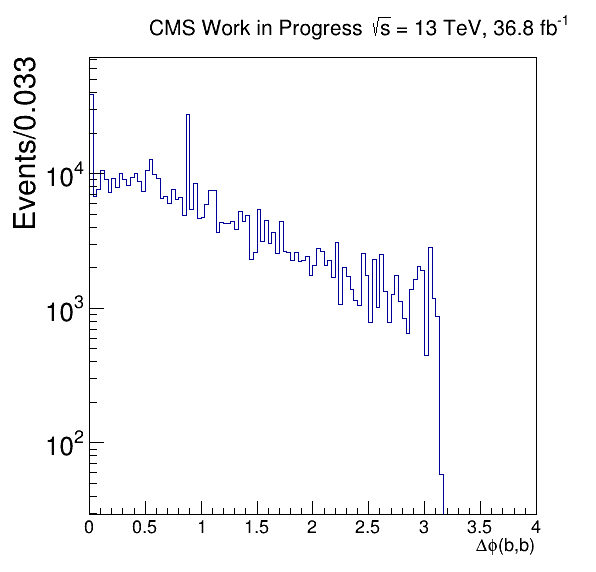 CMS Work in Progress √s = 13 TeV, 36.8 fb⁻¹
Events/0.033
10⁴
10³
10²
0 0.5 1 1.5 2 2.5 3 3.5 4
Δϕ(b,b)